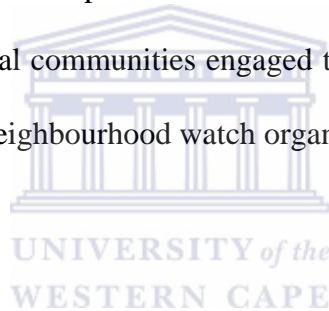 al communities engaged t
eighbourhood watch organ
UNIVERSITY of the
WESTERN CAPE